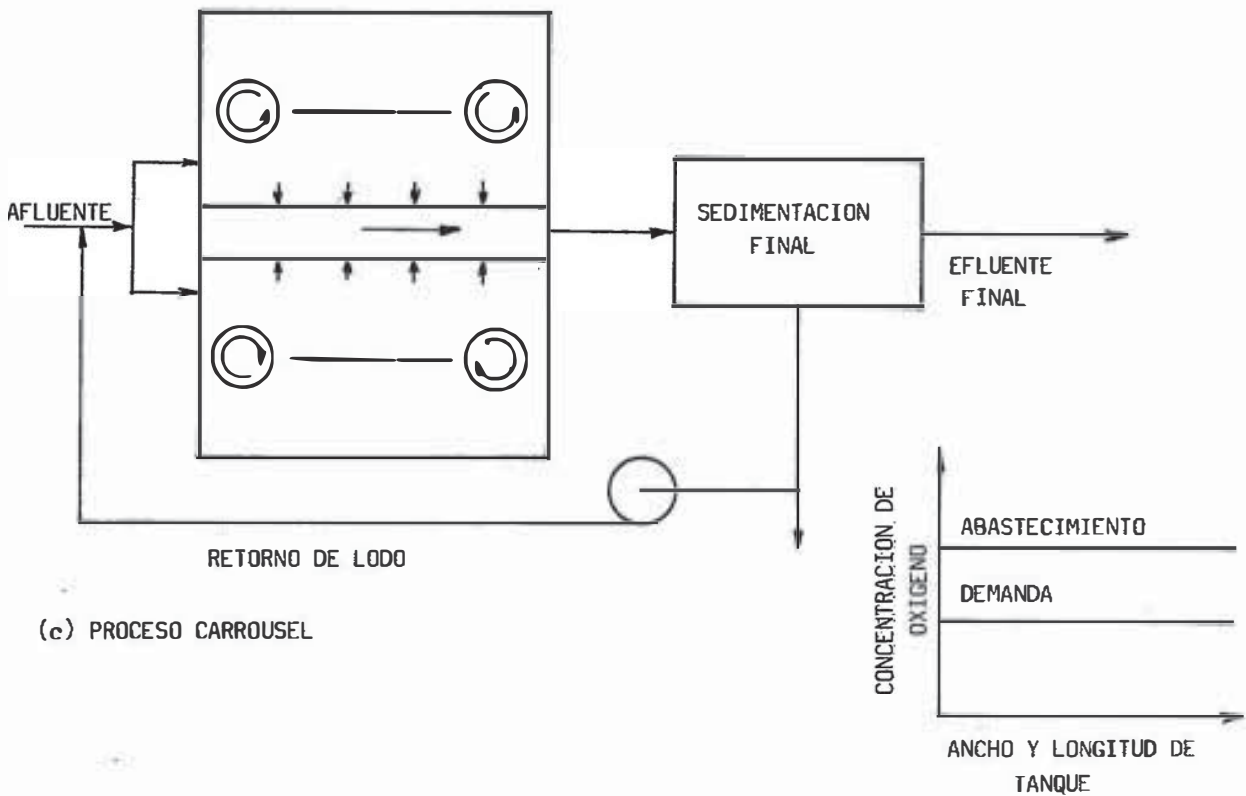 AFLUENTE
SEDIMENTACION
FINAL
EFLUENTE
FINAL
RETORNO DE LODO
(c) PROCESO CARROUSEL
CONCENTRACION DE
OXIGENO
ABASTECIMIENTO
DEMANDA
ANCHO Y LONGITUD DE
TANQUE